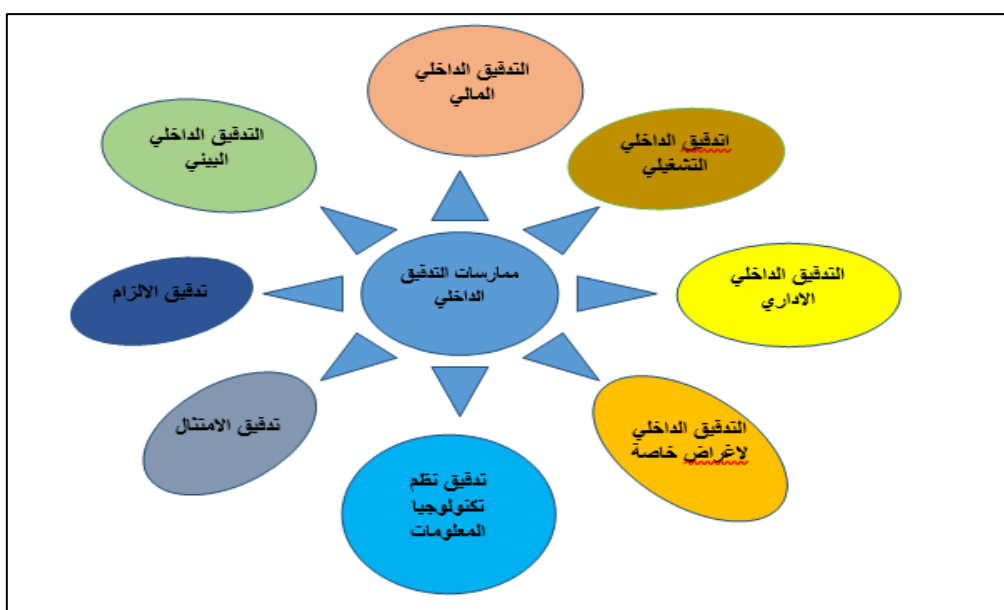 التدقيق الداخلي
المالي
اتدقيق الداخلي
التشغيلي
التدقيق الداخلي
الاداري
التدقيق الداخلي
لاغراض خاصة
تدقيق نظم
تكنولوجيا
المعلومات
تدقيق الامتثال
تدقيق الالزام
التدقيق الداخلي
البيئي
ممارسات التدقيق
الداخلي